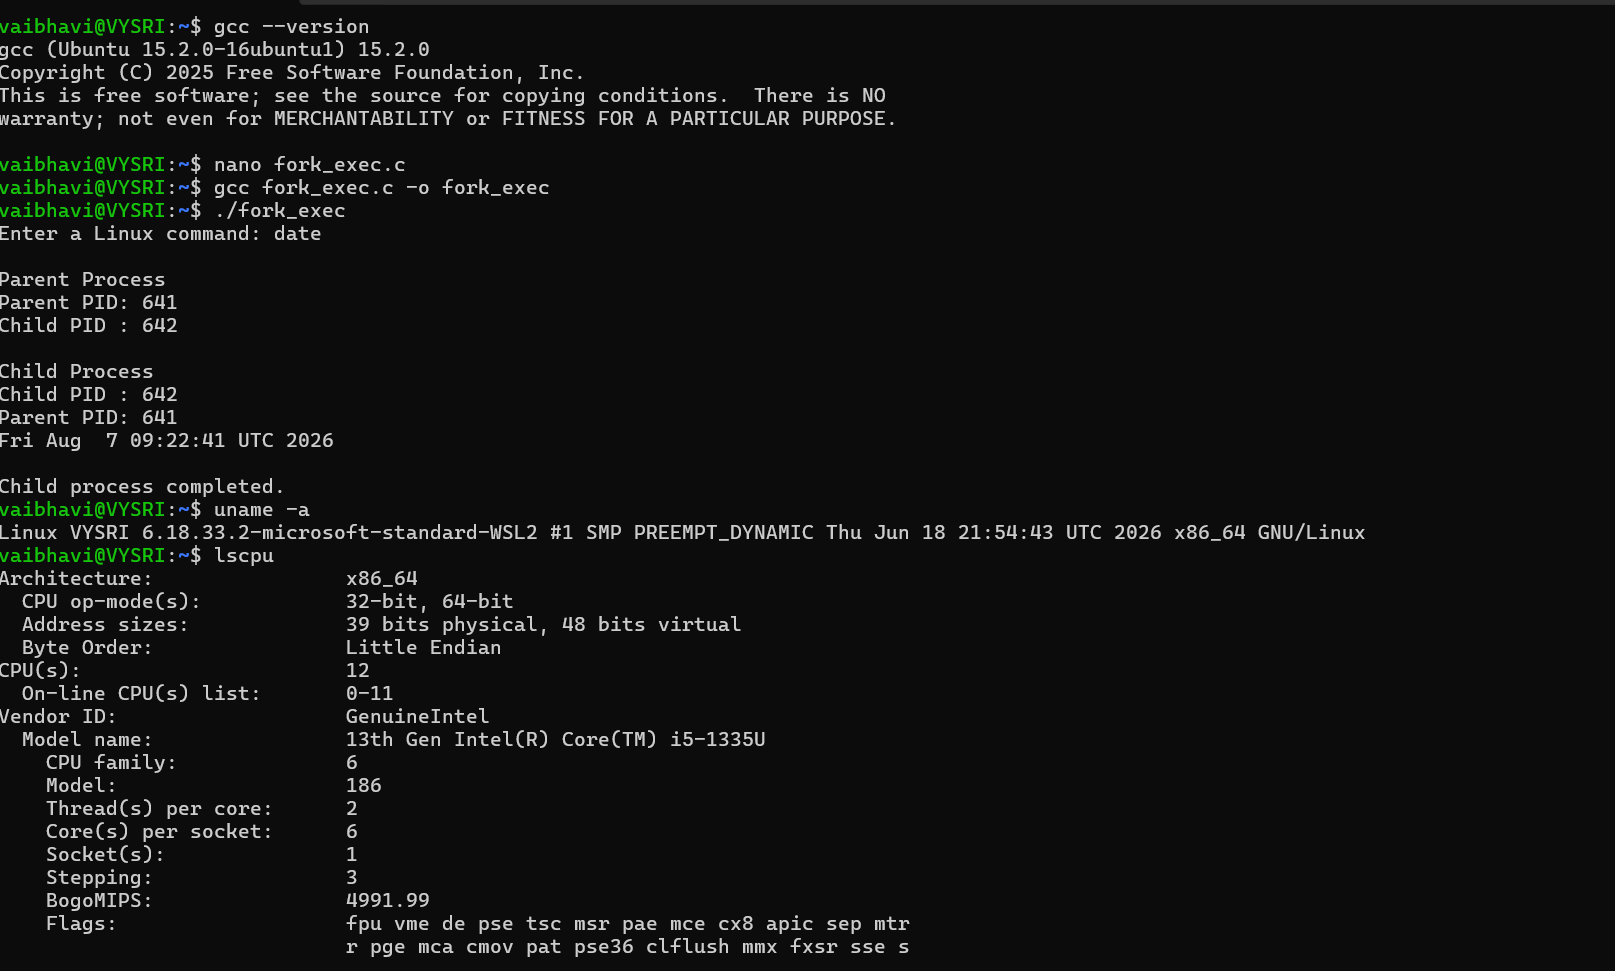 vaibhavi@VYSRI:~$ gcc --version
gcc (Ubuntu 15.2.0-16ubuntu1) 15.2.0
Copyright (C) 2025 Free Software Foundation, Inc.
This is free software; see the source for copying conditions.  There is NO
warranty; not even for MERCHANTABILITY or FITNESS FOR A PARTICULAR PURPOSE.

vaibhavi@VYSRI:~$ nano fork_exec.c
vaibhavi@VYSRI:~$ gcc fork_exec.c -o fork_exec
vaibhavi@VYSRI:~$ ./fork_exec
Enter a Linux command: date

Parent Process
Parent PID: 641
Child PID : 642

Child Process
Child PID : 642
Parent PID: 641
Fri Aug  7 09:22:41 UTC 2026

Child process completed.
vaibhavi@VYSRI:~$ uname -a
Linux VYSRI 6.18.33.2-microsoft-standard-WSL2 #1 SMP PREEMPT_DYNAMIC Thu Jun 18 21:54:43 UTC 2026 x86_64 GNU/Linux
vaibhavi@VYSRI:~$ lscpu
Architecture:                x86_64
  CPU op-mode(s):            32-bit, 64-bit
  Address sizes:             39 bits physical, 48 bits virtual
  Byte Order:                Little Endian
CPU(s):                      12
  On-line CPU(s) list:       0-11
Vendor ID:                   GenuineIntel
  Model name:                13th Gen Intel(R) Core(TM) i5-1335U
    CPU family:              6
    Model:                   186
    Thread(s) per core:      2
    Core(s) per socket:      6
    Socket(s):               1
    Stepping:                3
    BogoMIPS:                4991.99
    Flags:                   fpu vme de pse tsc msr pae mce cx8 apic sep mtr
                             r pge mca cmov pat pse36 clflush mmx fxsr sse s